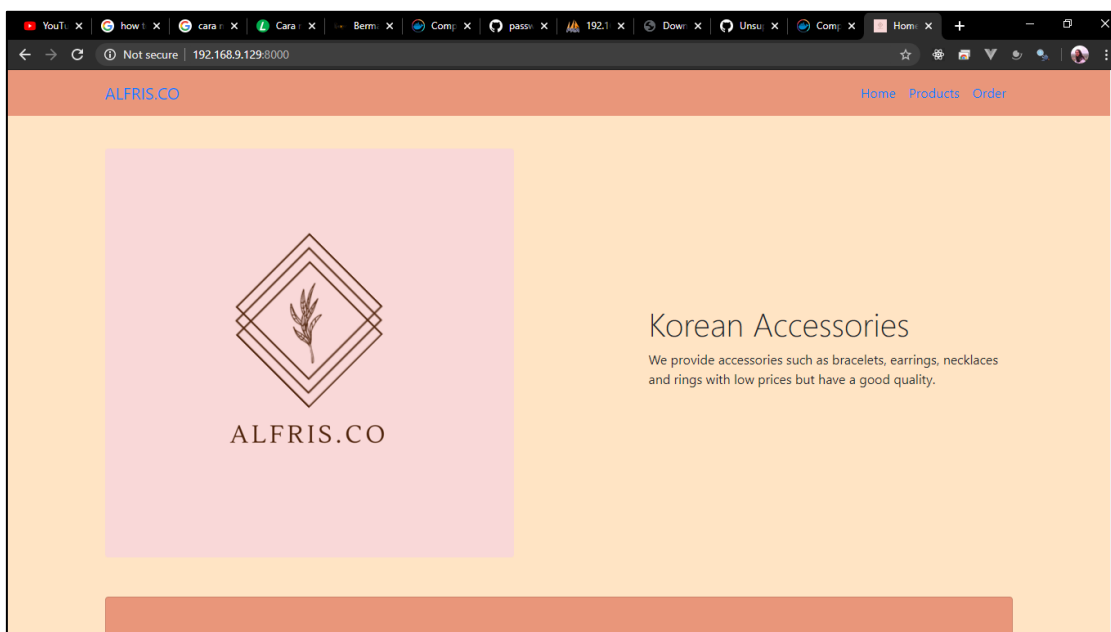 YouTu
how t
cara n
Cara n
Berma
Comp
passw
192.1
Down
Unsup
Comp
Home
Not secure | 192.168.9.129:8000
ALFRIS.CO
Home Products Order
ALFRIS.CO
Korean Accessories
We provide accessories such as bracelets, earrings, necklaces
and rings with low prices but have a good quality.